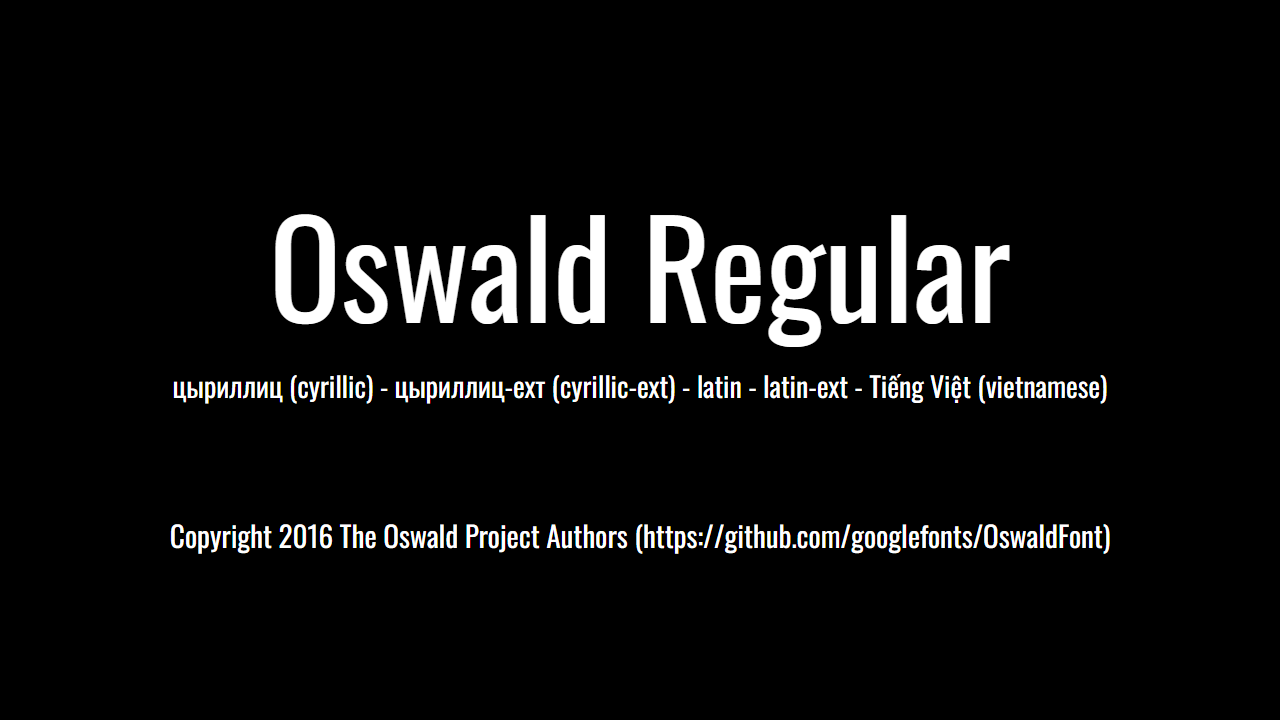 Oswald Regular
цыриллиц (cyrillic) - цыриллиц-ехт (cyrillic-ext) - latin - latin-ext - Tiếng Việt (vietnamese)
Copyright 2016 The Oswald Project Authors (https://github.com/googlefonts/OswaldFont)